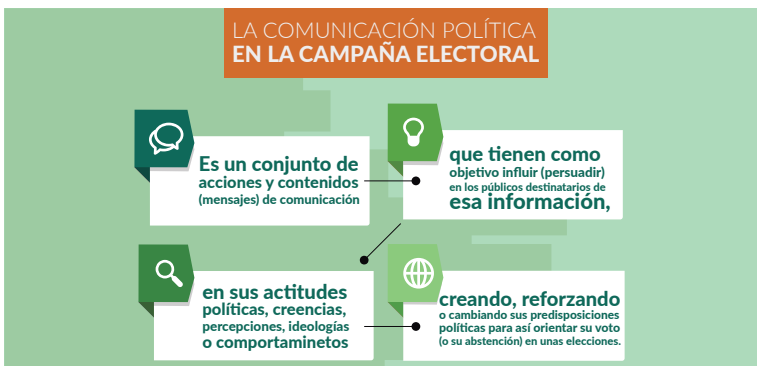 LA COMUNICACIÓN POLÍTICA
EN LA CAMPAÑA ELECTORAL
Es un conjunto de
acciones y contenidos
(mensajes) de comunicación
que tienen como
objetivo influir (persuadir)
en los públicos destinatarios de
esa información,
en sus actitudes
políticas, creencias,
percepciones, ideologías
o comportaminetos
creando, reforzando
o cambiando sus predisposiciones
políticas para así orientar su voto
(o su abstención) en unas elecciones.